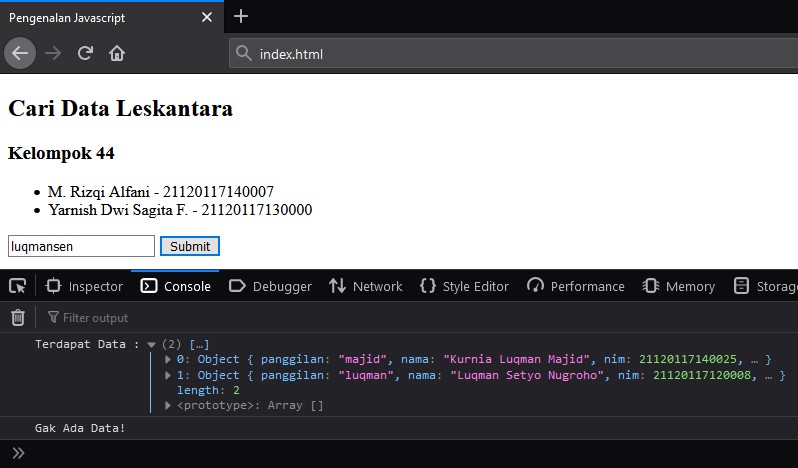 Pengenalan Javascript
index.html
Cari Data Leskantara
Kelompok 44
M. Rizqi Alfani - 21120117140007
Yarnish Dwi Sagita F. - 21120117130000
luqmansen Submit
Inspector Console Debugger Network Style Editor Performance Memory Storag
Filter output
Terdapat Data : (2) […]
0: Object { panggilan: "majid", nama: "Kurnia Luqman Majid", nim: 21120117140025, … }
1: Object { panggilan: "luqman", nama: "Luqman Setyo Nugroho", nim: 21120117120008, … }
length: 2
<prototype>: Array []
Gak Ada Data!